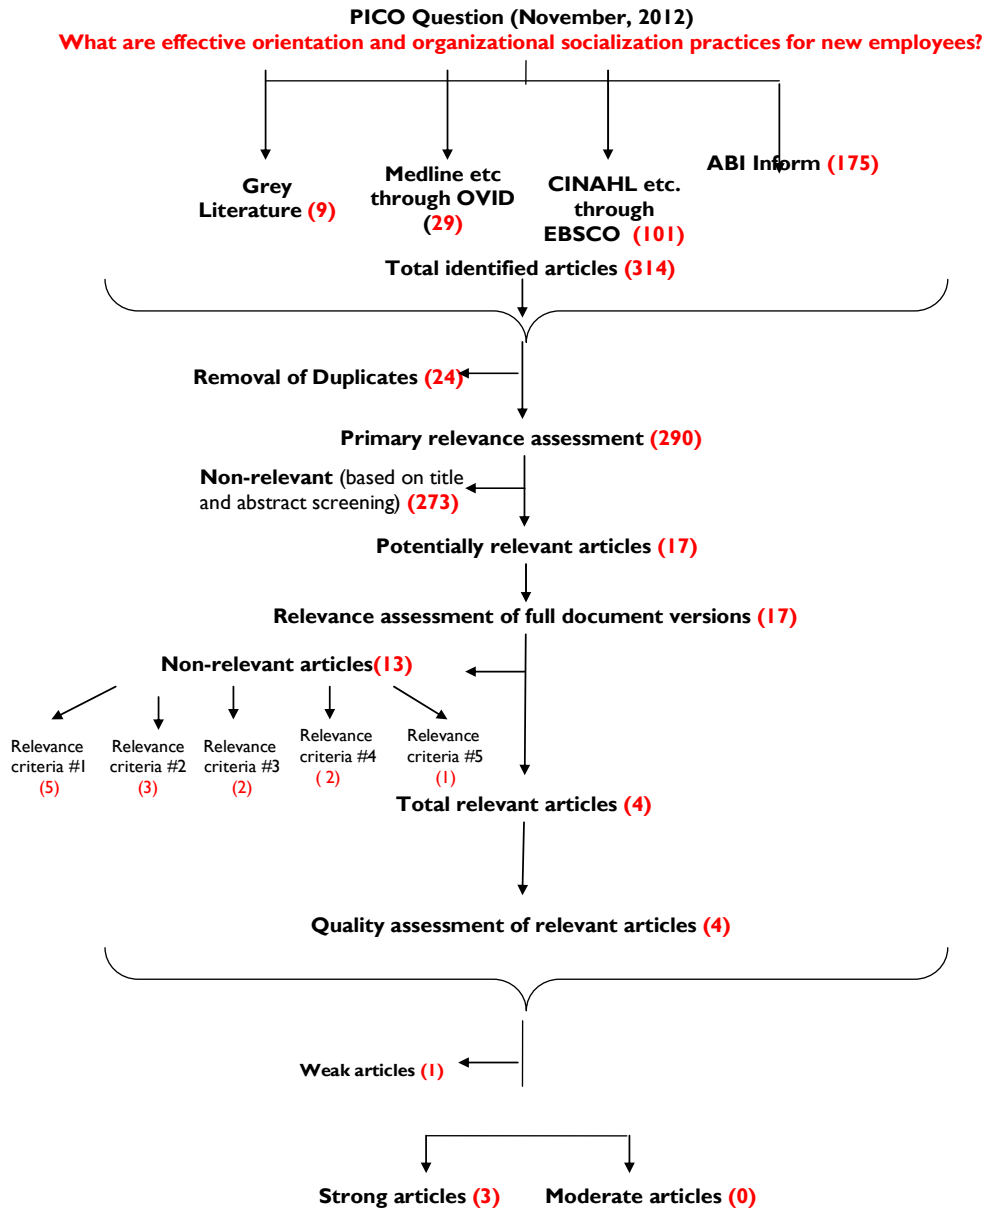 PICO Question (November, 2012)
What are effective orientation and organizational socialization practices for new employees?
Grey
Literature (9)
Medline etc
through OVID
(29)
CINAHL etc.
through
EBSCO (101)
ABI Inform (175)
Total identified articles (314)
Removal of Duplicates (24)
Primary relevance assessment (290)
Non-relevant (based on title
and abstract screening) (273)
Potentially relevant articles (17)
Relevance assessment of full document versions (17)
Non-relevant articles(13)
Relevance
criteria #1
(5)
Relevance
criteria #2
(3)
Relevance
criteria #3
(2)
Relevance
criteria #4
( 2)
Relevance
criteria #5
(1)
Total relevant articles (4)
Quality assessment of relevant articles (4)
Weak articles (1)
Strong articles (3)
Moderate articles (0)